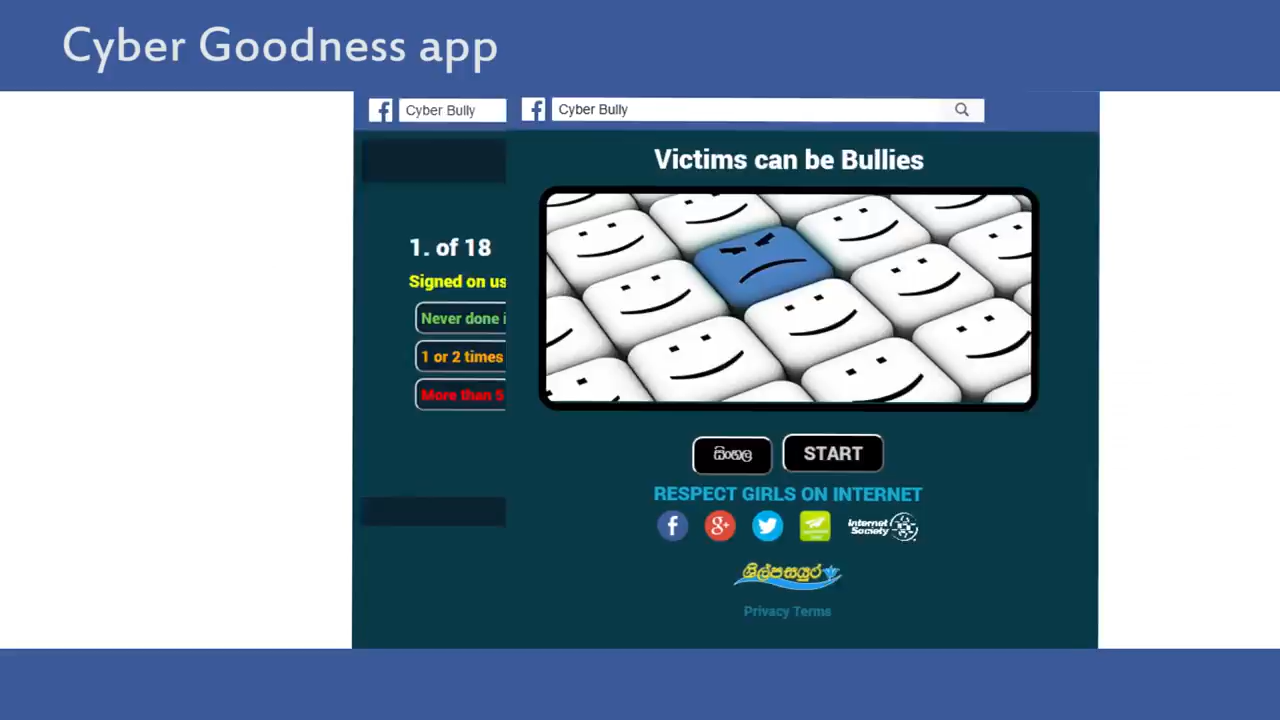 Cyber Goodness app
Cyber Bully
1. of 18
Signed on us
Never done i
1 or 2 times
More than 5
Cyber Bully
Victims can be Bullies
සිංහල
START
RESPECT GIRLS ON INTERNET
Internet
Society
ශිල්පසයුර
Privacy Terms